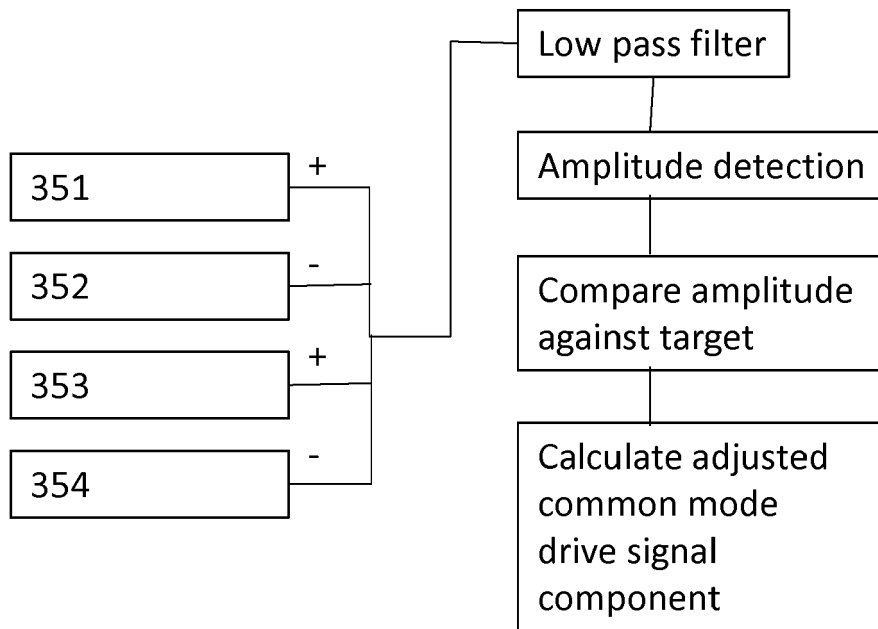 Low pass filter
Amplitude detection
Compare amplitude
against target
Calculate adjusted
common mode
drive signal
component
+
351
-
352
+
353
-
354